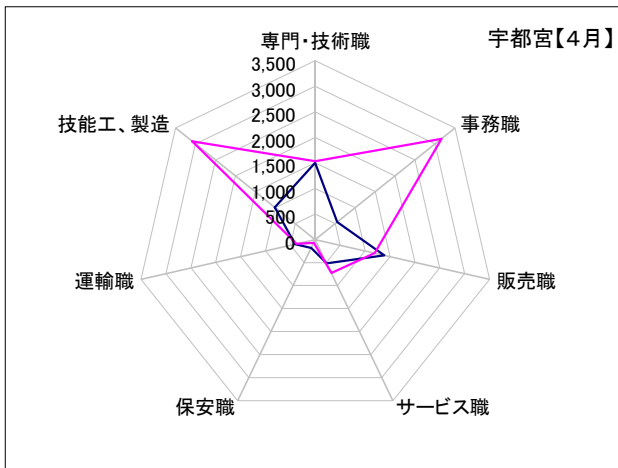 宇都宮【4月】
専門・技術職
3,500
3,000
2,500
2,000
1,500
1,000
500
0
事務職
販売職
サービス職
保安職
運輸職
技能工、製造